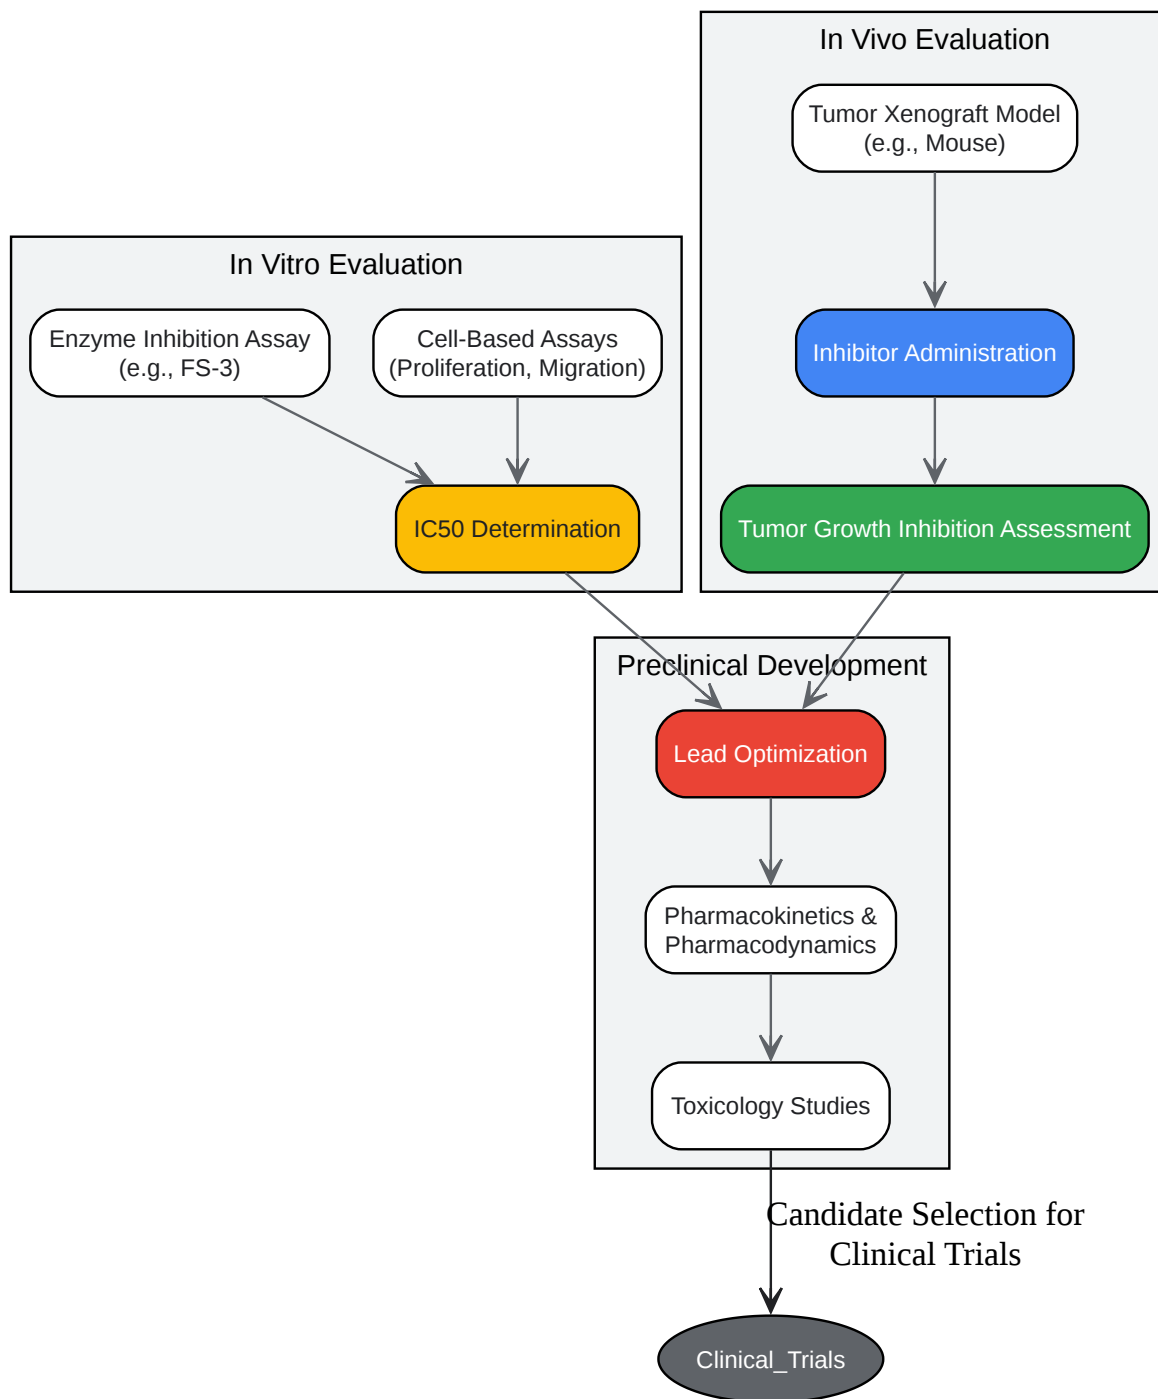 In Vivo Evaluation
Tumor Xenograft Model
(e.g., Mouse)
In Vitro Evaluation
Enzyme Inhibition Assay
(e.g., FS-3)
Cell-Based Assays
(Proliferation, Migration)
Inhibitor Administration
IC50 Determination
Tumor Growth Inhibition Assessment
Preclinical Development
Lead Optimization
Pharmacokinetics &
Pharmacodynamics
Toxicology Studies
Candidate Selection for
Clinical Trials
Clinical_Trials